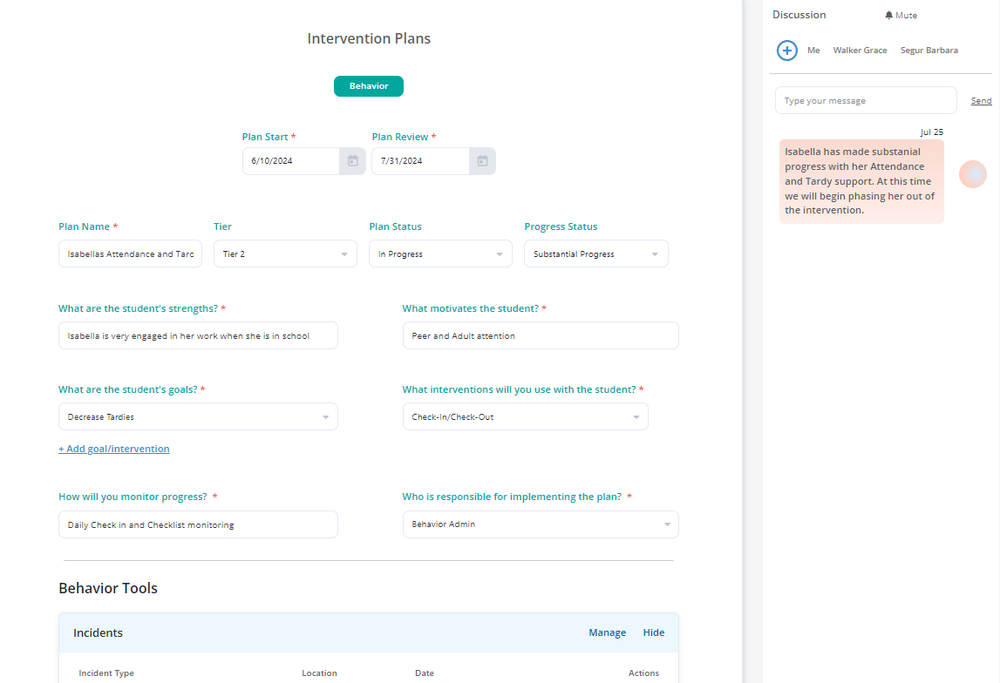 Intervention Plans
Behavior
Plan Start *
Plan Review *
6/10/2024
7/31/2024
Plan Name *
Tier
Plan Status
Progress Status
Isabellas Attendance and Tarc
Tier 2
In Progress
Substantial Progress
What are the student's strengths? *
What motivates the student? *
Isabella is very engaged in her work when she is in school
Peer and Adult attention
What are the student's goals? *
What interventions will you use with the student? *
Decrease Tardies
Check-In/Check-Out
+ Add goal/intervention
How will you monitor progress? *
Who is responsible for implementing the plan? *
Daily Check in and Checklist monitoring
Behavior Admin
Behavior Tools
Incidents
Manage
Hide
Incident Type
Location
Date
Actions
Discussion
Mute
Me
Walker Grace
Segur Barbara
Type your message
Send
Jul 25
Isabella has made substanial
progress with her Attendance
and Tardy support. At this time
we will begin phasing her out of
the intervention.